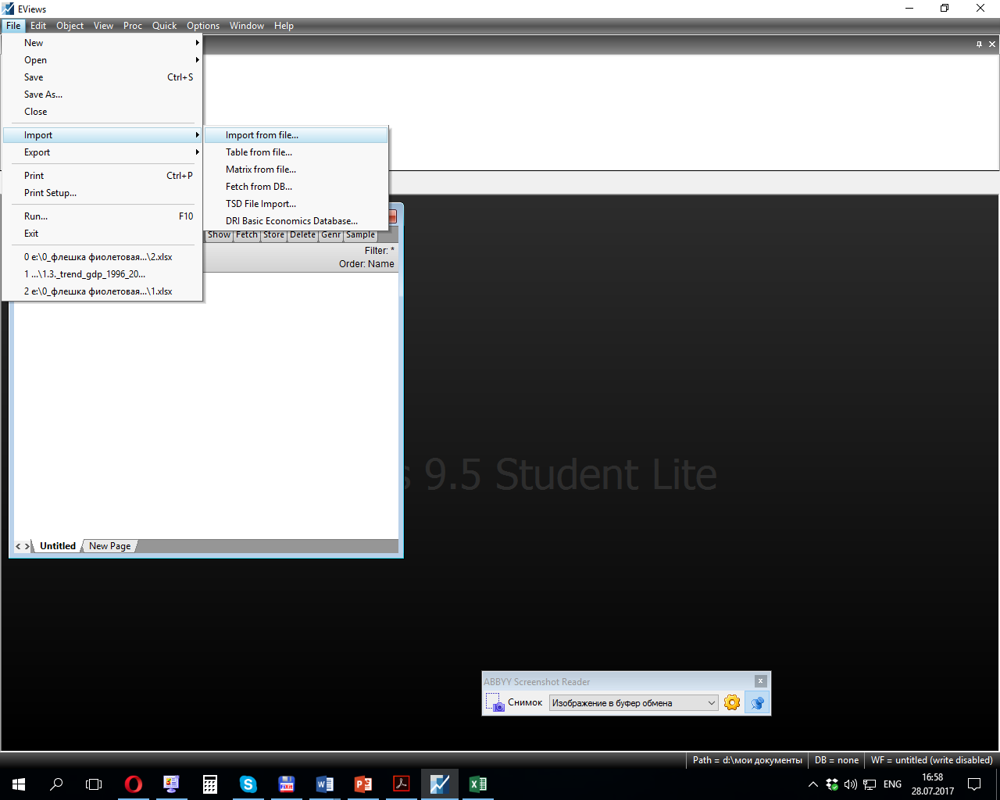 EViews
File Edit Object View Proc Quick Options Window Help
New
Open
Save Ctrl+S
Save As...
Close
Import
Export
Print Ctrl+P
Print Setup...
Run... F10
Exit
0 e:\0_флешка фиолетовая...\2.xlsx
1 ...\1.3._trend_gdp_1996_20...
2 e:\0_флешка фиолетовая...\1.xlsx
Import from file...
Table from file...
Matrix from file...
Fetch from DB...
TSD File Import...
DRI Basic Economics Database...
Show Fetch Store Delete Genr Sample
Filter: *
Order: Name
9.5 Student Lite
Untitled New Page
ABBYY Screenshot Reader
Снимок Изображение в буфер обмена
Path = d:\мои документы DB = none WF = untitled (write disabled)
FiXit
ENG
16:58
28.07.2017